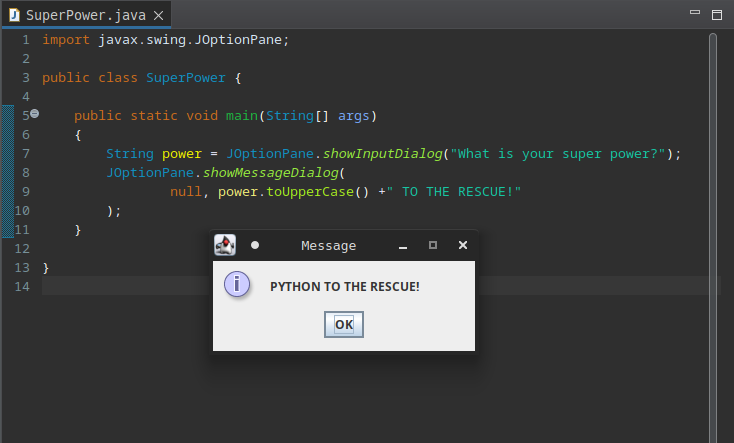 SuperPower.java
1 import javax.swing.JOptionPane;
2
3 public class SuperPower {
4
5 public static void main(String[] args)
6 {
7 String power = JOptionPane.showInputDialog("What is your super power?");
8 JOptionPane.showMessageDialog(
9 null, power.toUpperCase() +" TO THE RESCUE!"
10 );
11 }
12
13 }
14
Message
PYTHON TO THE RESCUE!
OK